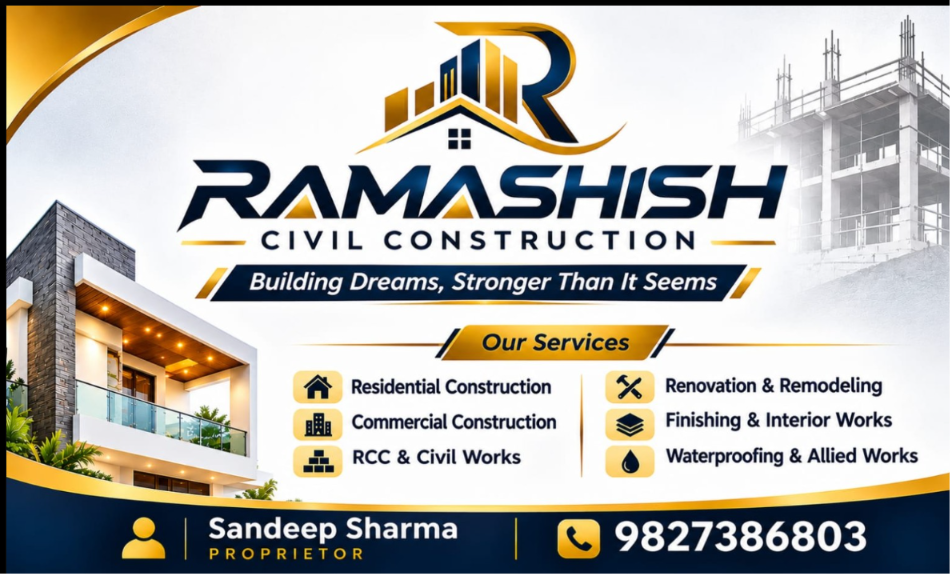 R
RAMASHISH
CIVIL CONSTRUCTION
Building Dreams, Stronger Than It Seems
Our Services
Residential Construction
Commercial Construction
RCC & Civil Works
Renovation & Remodeling
Finishing & Interior Works
Waterproofing & Allied Works
Sandeep Sharma
PROPRIETOR
9827386803